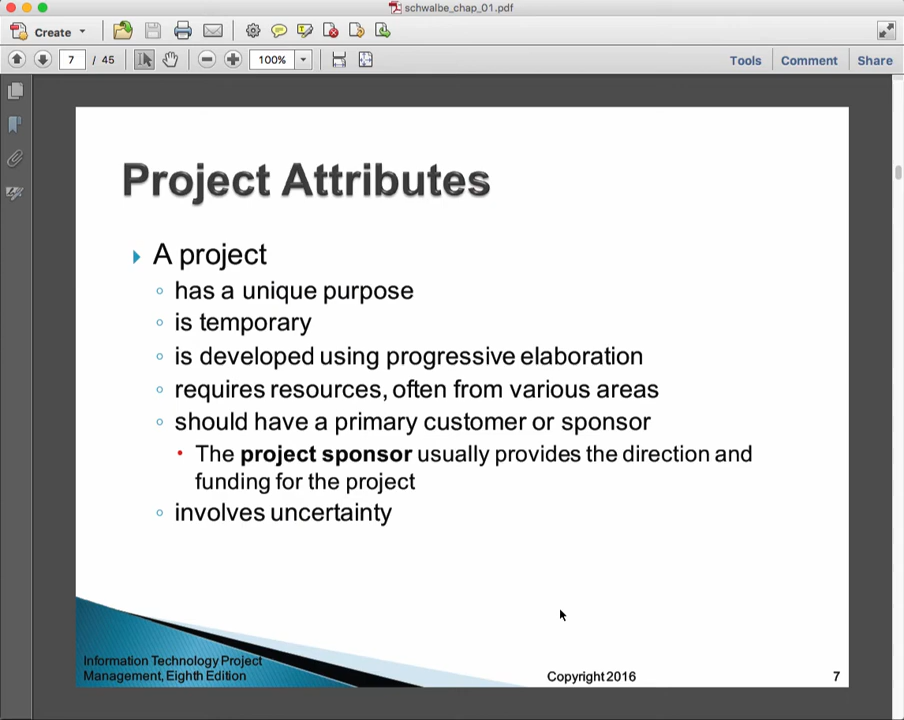 schwalbe_chap_01.pdf
Create
7 / 45
100%
Tools Comment Share
Project Attributes
A project
has a unique purpose
is temporary
is developed using progressive elaboration
requires resources, often from various areas
should have a primary customer or sponsor
The project sponsor usually provides the direction and
funding for the project
involves uncertainty
Information Technology Project
Management, Eighth Edition
Copyright 2016
7